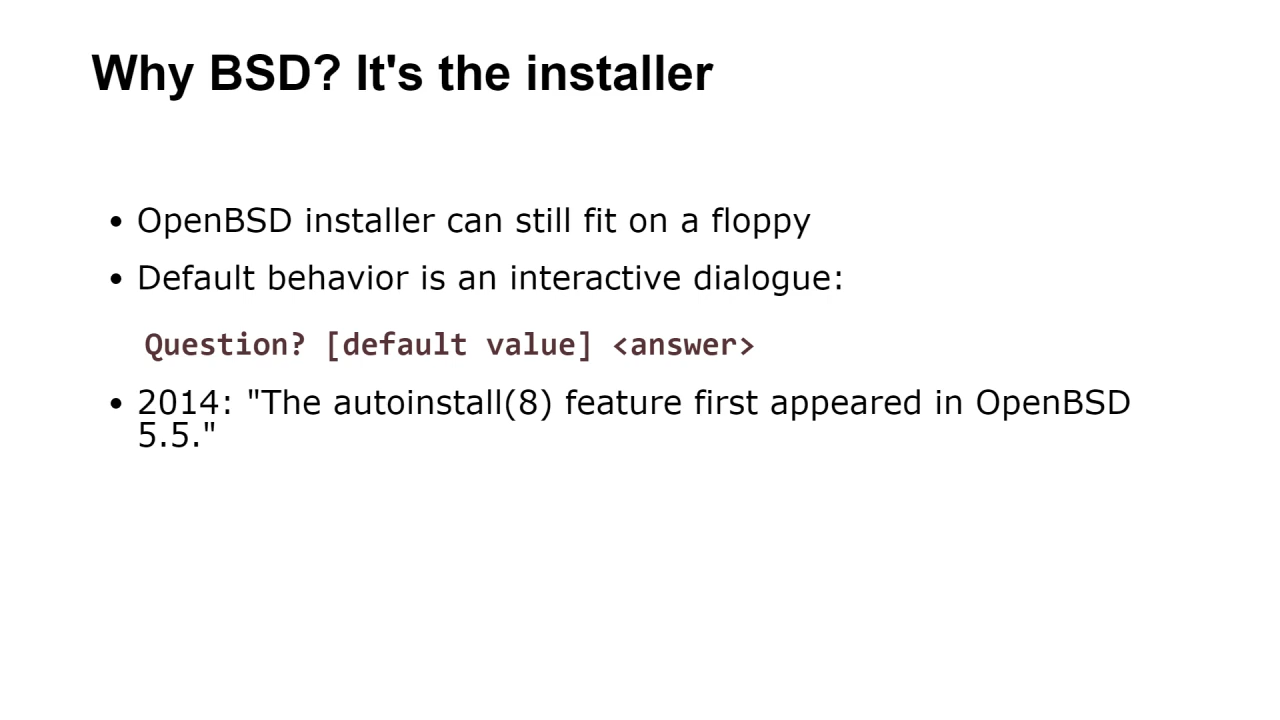 Why BSD? It's the installer
• OpenBSD installer can still fit on a floppy
• Default behavior is an interactive dialogue:
Question? [default value] <answer>
• 2014: "The autoinstall(8) feature first appeared in OpenBSD
5.5."